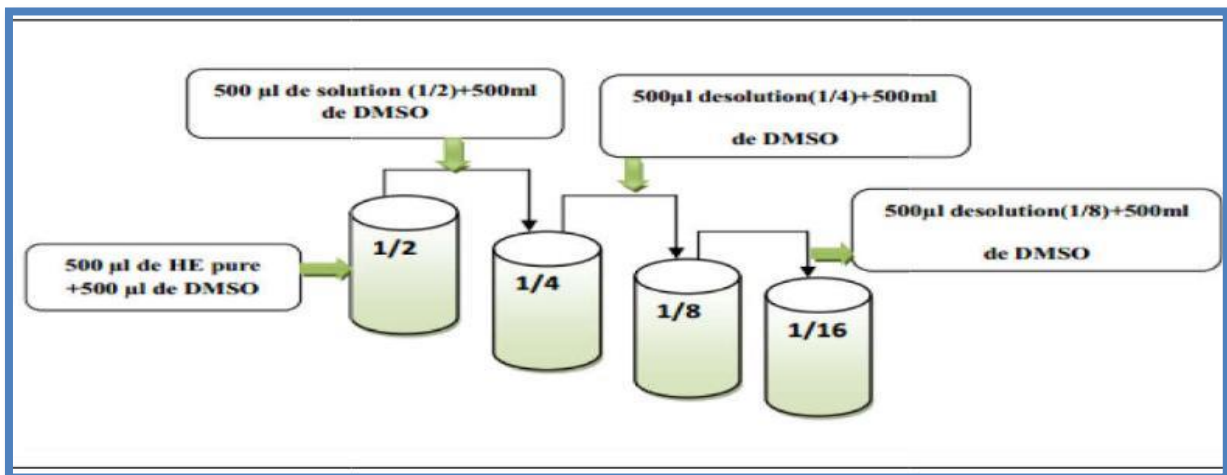 500 µl de solution (1/2)+500ml
de DMSO
500µl desolution(1/4)+500ml
de DMSO
500µl desolution(1/8)+500ml
de DMSO
500 µl de HE pure
+500 µl de DMSO
1/2
1/4
1/8
1/16